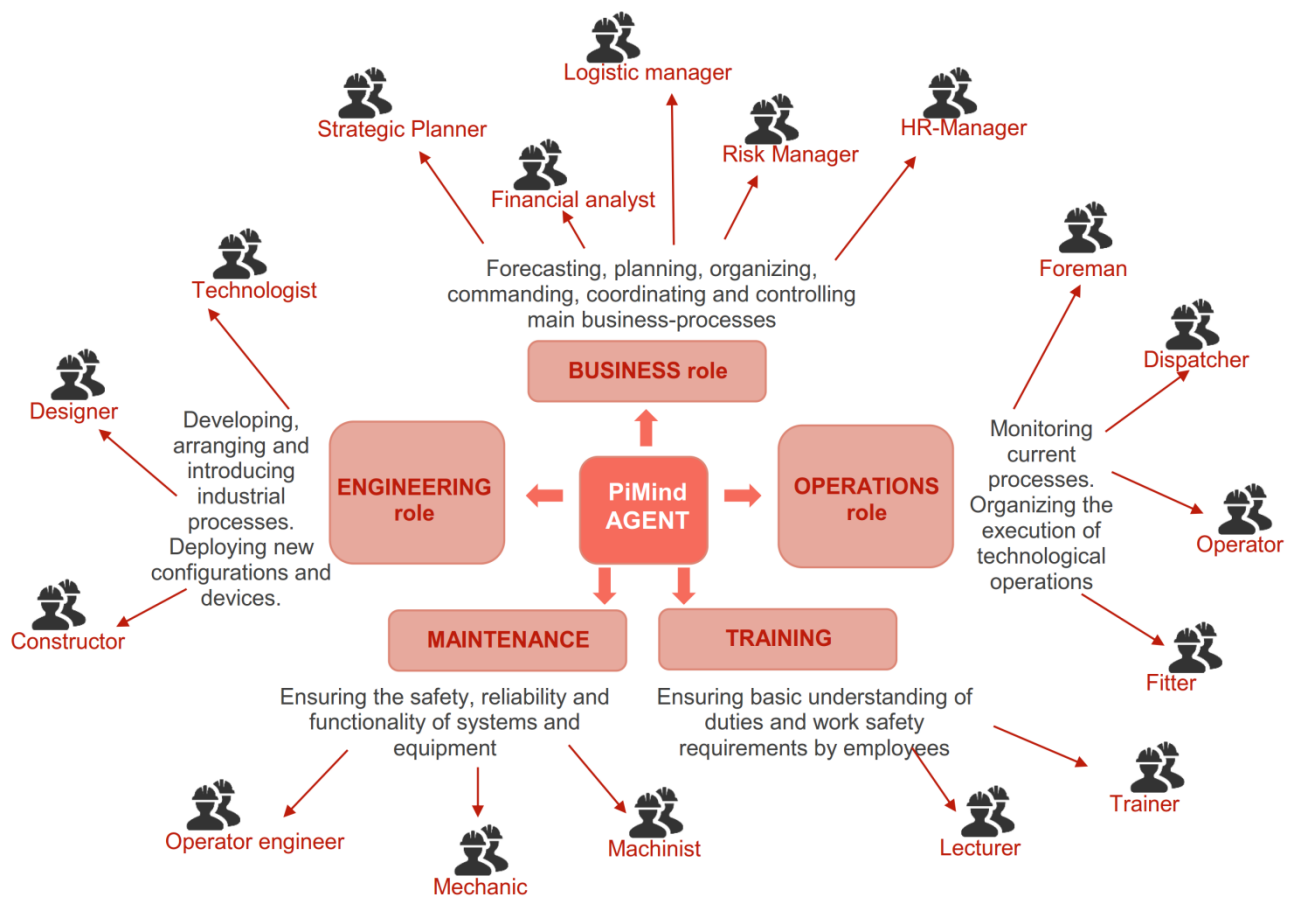 Logistic manager
Strategic Planner
HR-Manager
Risk Manager
Financial analyst
Forecasting, planning, organizing,
commanding, coordinating and controlling
main business-processes
BUSINESS role
Technologist
Designer
Developing,
arranging and
introducing
industrial
processes.
Deploying new
configurations and
devices.
Constructor
ENGINEERING
role
PiMind
AGENT
OPERATIONS
role
Foreman
Dispatcher
Monitoring
current
processes.
Organizing the
execution of
technological
operations
Operator
Fitter
MAINTENANCE
Ensuring the safety, reliability and
functionality of systems and
equipment
Operator engineer
Mechanic
Machinist
TRAINING
Ensuring basic understanding of
duties and work safety
requirements by employees
Lecturer
Trainer